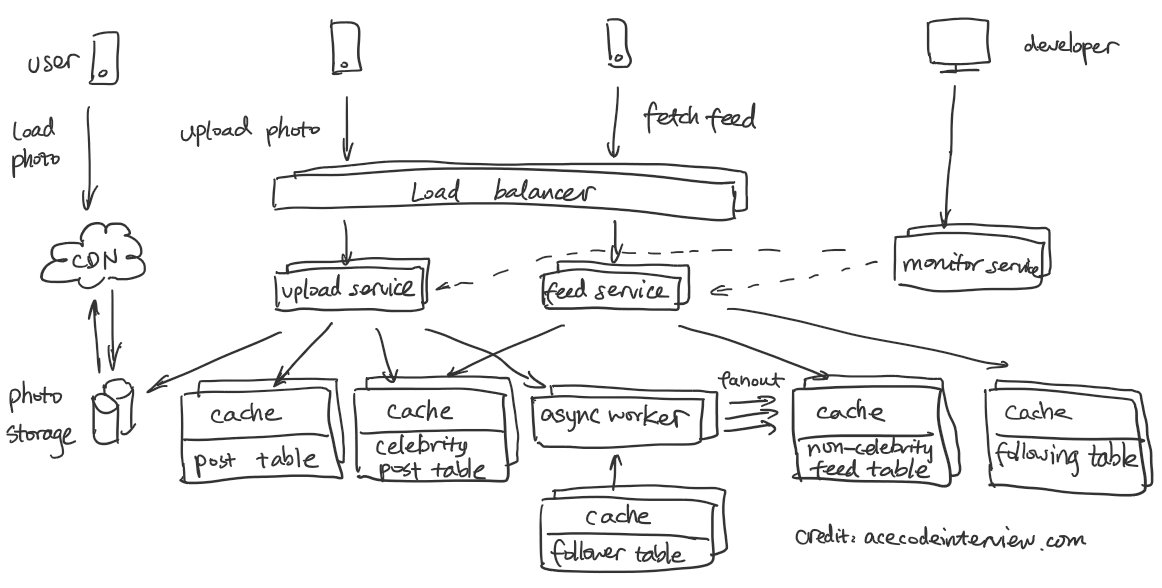 user
developer
Load
photo
upload photo
fetch feed
Load balancer
CDN
upload service
feed service
monitor service
photo
storage
cache
post table
cache
celebrity
post table
async worker
fanout
cache
non-celebrity
feed table
cache
following table
cache
follower table
credit: acecodeinterview.com